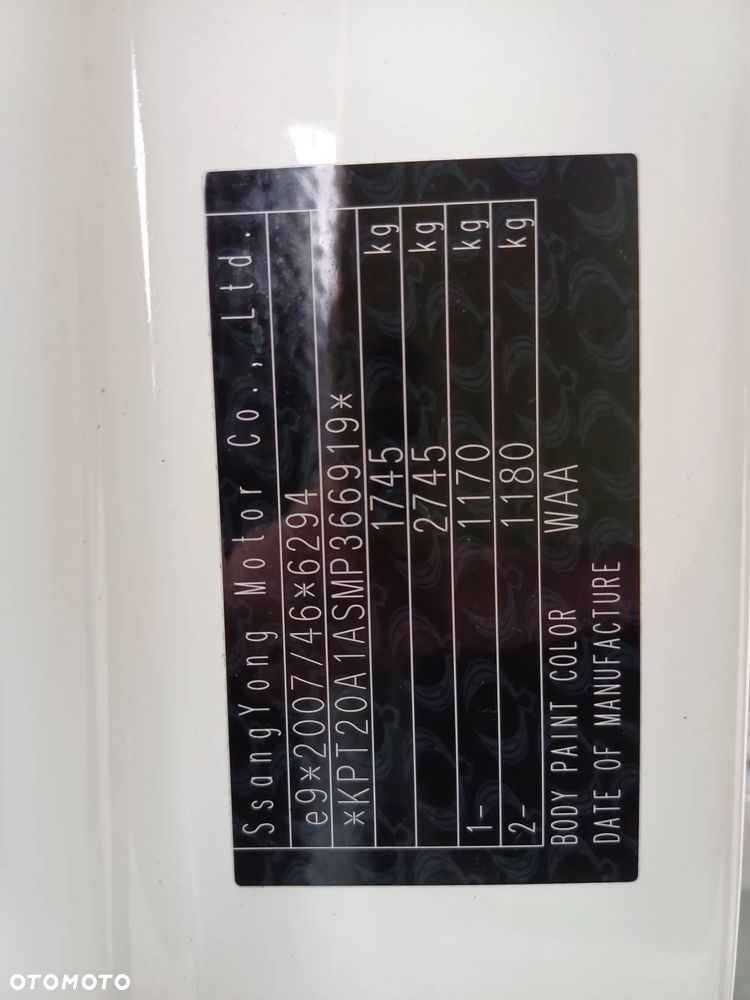 SsangYong Motor Co., Ltd.
e9*2007/46*6294
*KPT20A1ASMP366919*
1745 kg
2745 kg
1- 1170 kg
2- 1180 kg
BODY PAINT COLOR WAA
DATE OF MANUFACTURE
OTOMOTO